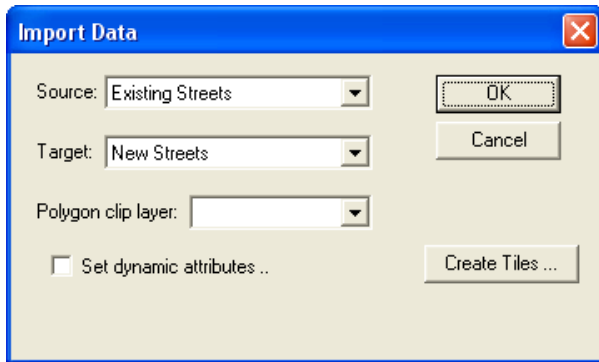 Import Data
Source: Existing Streets
OK
Target: New Streets
Cancel
Polygon clip layer:
Set dynamic attributes ..
Create Tiles ...